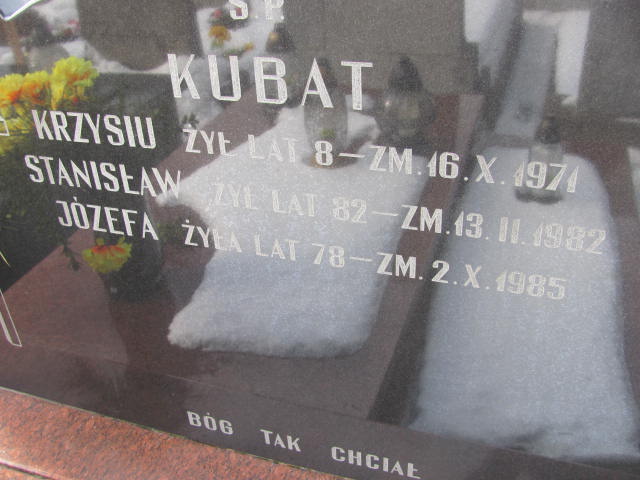 Ś.P.
KUBAT
KRZYSIU ŻYŁ LAT 8 – ZM. 16. X. 1971
STANISŁAW ŻYŁ LAT 82 – ZM. 13. II. 1982
JÓZEFA ŻYŁA LAT 78 – ZM. 2. X. 1985
BÓG TAK CHCIAŁ